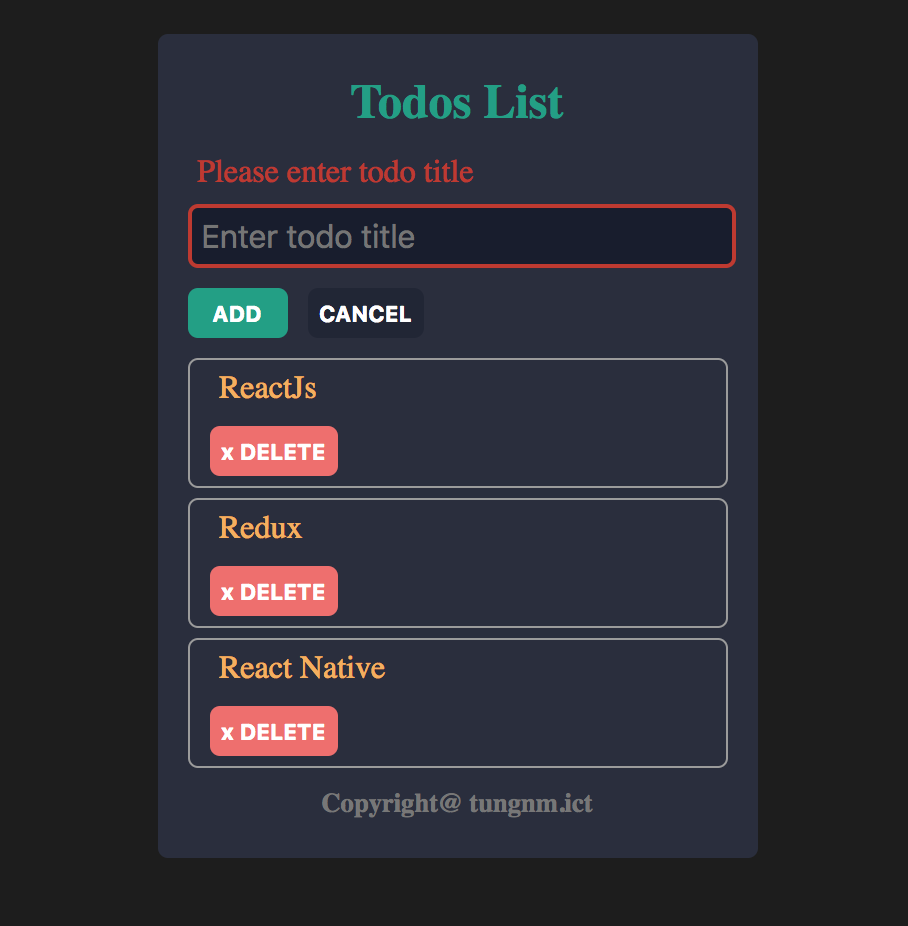 Todos List
Please enter todo title
Enter todo title
ADD CANCEL
ReactJs
x DELETE
Redux
x DELETE
React Native
x DELETE
Copyright@ tungnm.ict